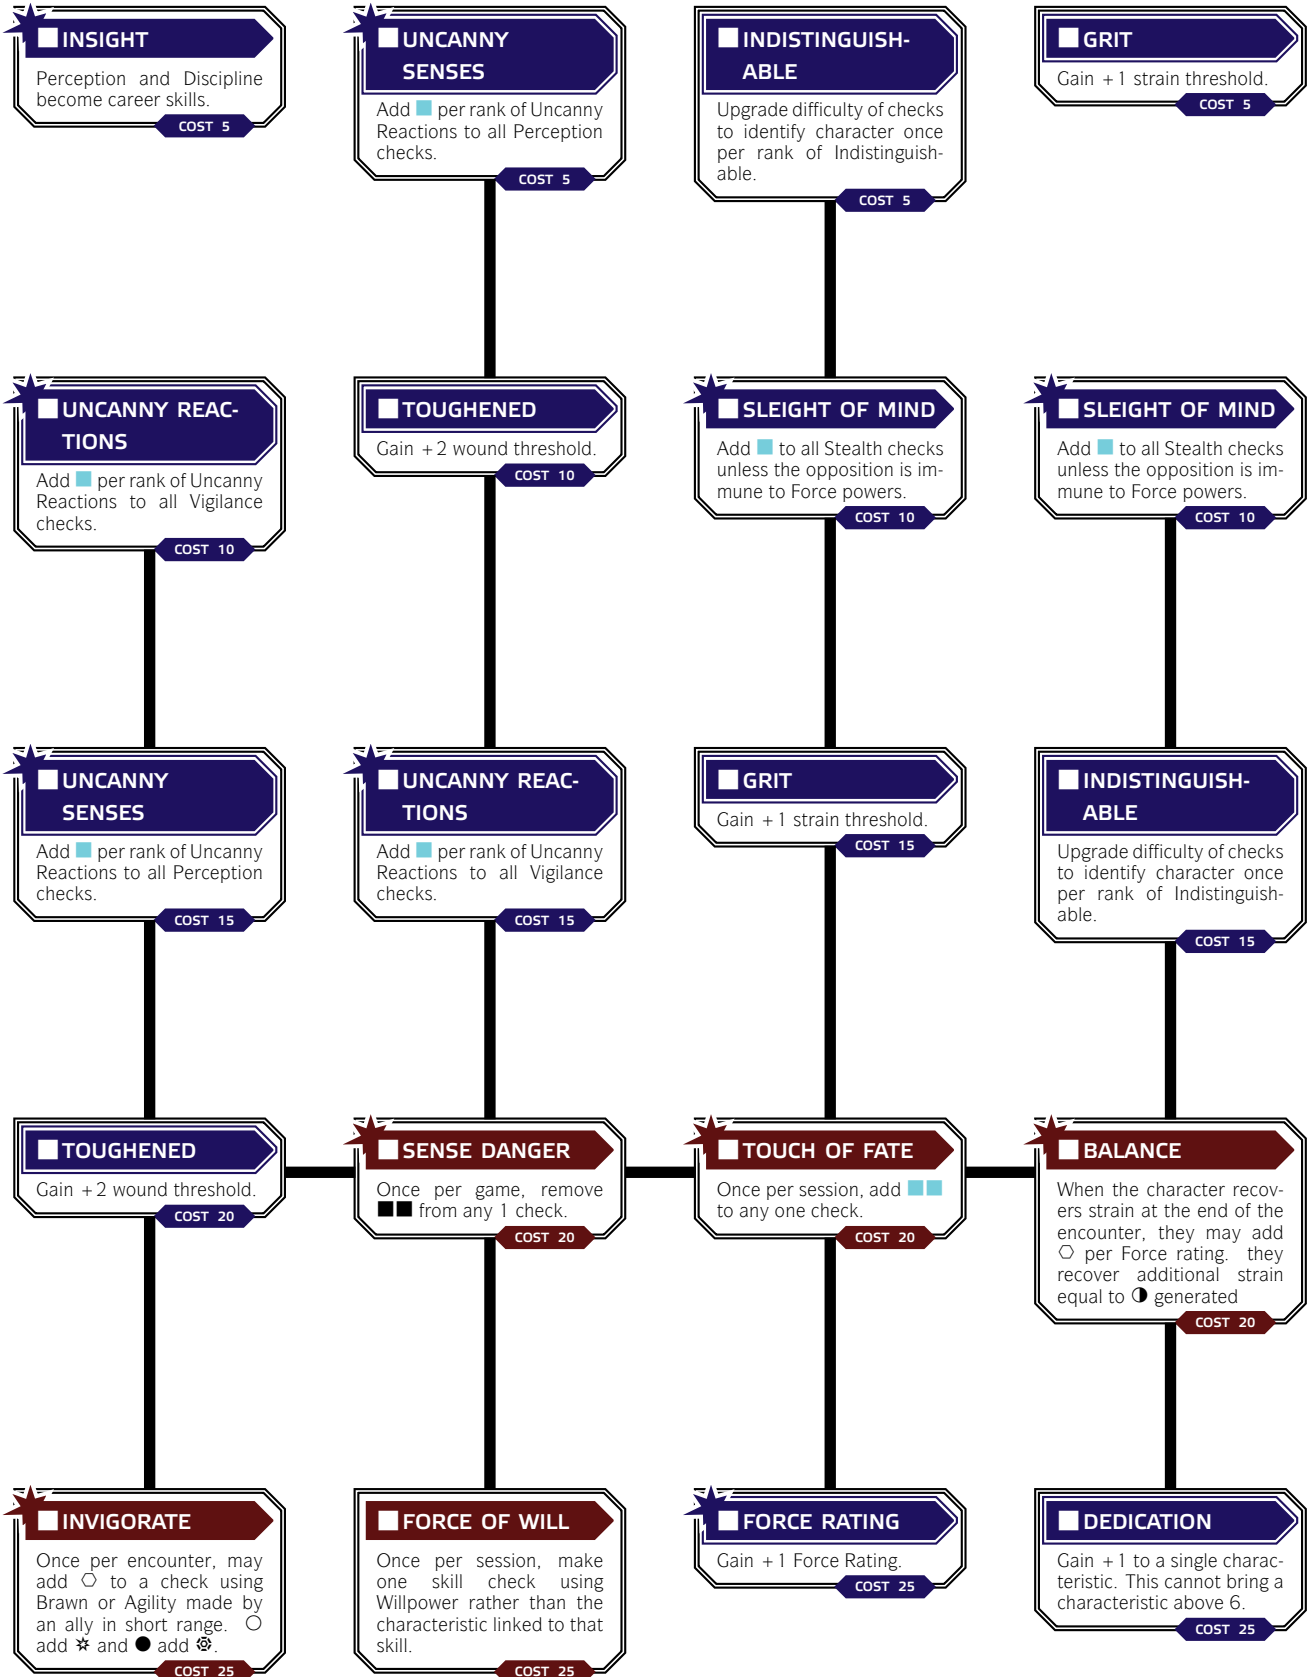 INSIGHT
Perception and Discipline
become career skills.
COST 5
UNCANNY
SENSES
Add per rank of Uncanny
Reactions to all Perception
checks.
COST 5
INDISTINGUISH-
ABLE
Upgrade difficulty of checks
to identify character once
per rank of Indistinguish-
able.
COST 5
GRIT
Gain +1 strain threshold.
COST 5
UNCANNY REAC-
TIONS
Add per rank of Uncanny
Reactions to all Vigilance
checks.
COST 10
TOUGHENED
Gain +2 wound threshold.
COST 10
SLEIGHT OF MIND
Add to all Stealth checks
unless the opposition is im-
mune to Force powers.
COST 10
SLEIGHT OF MIND
Add to all Stealth checks
unless the opposition is im-
mune to Force powers.
COST 10
UNCANNY
SENSES
Add per rank of Uncanny
Reactions to all Perception
checks.
COST 15
UNCANNY REAC-
TIONS
Add per rank of Uncanny
Reactions to all Vigilance
checks.
COST 15
GRIT
Gain +1 strain threshold.
COST 15
INDISTINGUISH-
ABLE
Upgrade difficulty of checks
to identify character once
per rank of Indistinguish-
able.
COST 15
TOUGHENED
Gain +2 wound threshold.
COST 20
SENSE DANGER
Once per game, remove
from any 1 check.
COST 20
TOUCH OF FATE
Once per session, add
to any one check.
COST 20
BALANCE
When the character recov-
ers strain at the end of the
encounter, they may add
per Force rating. they
recover additional strain
equal to generated
COST 20
INVIGORATE
Once per encounter, may
add to a check using
Brawn or Agility made by
an ally in short range.
add and add .
COST 25
FORCE OF WILL
Once per session, make
one skill check using
Willpower rather than the
characteristic linked to that
skill.
COST 25
FORCE RATING
Gain +1 Force Rating.
COST 25
DEDICATION
Gain +1 to a single charac-
teristic. This cannot bring a
characteristic above 6.
COST 25